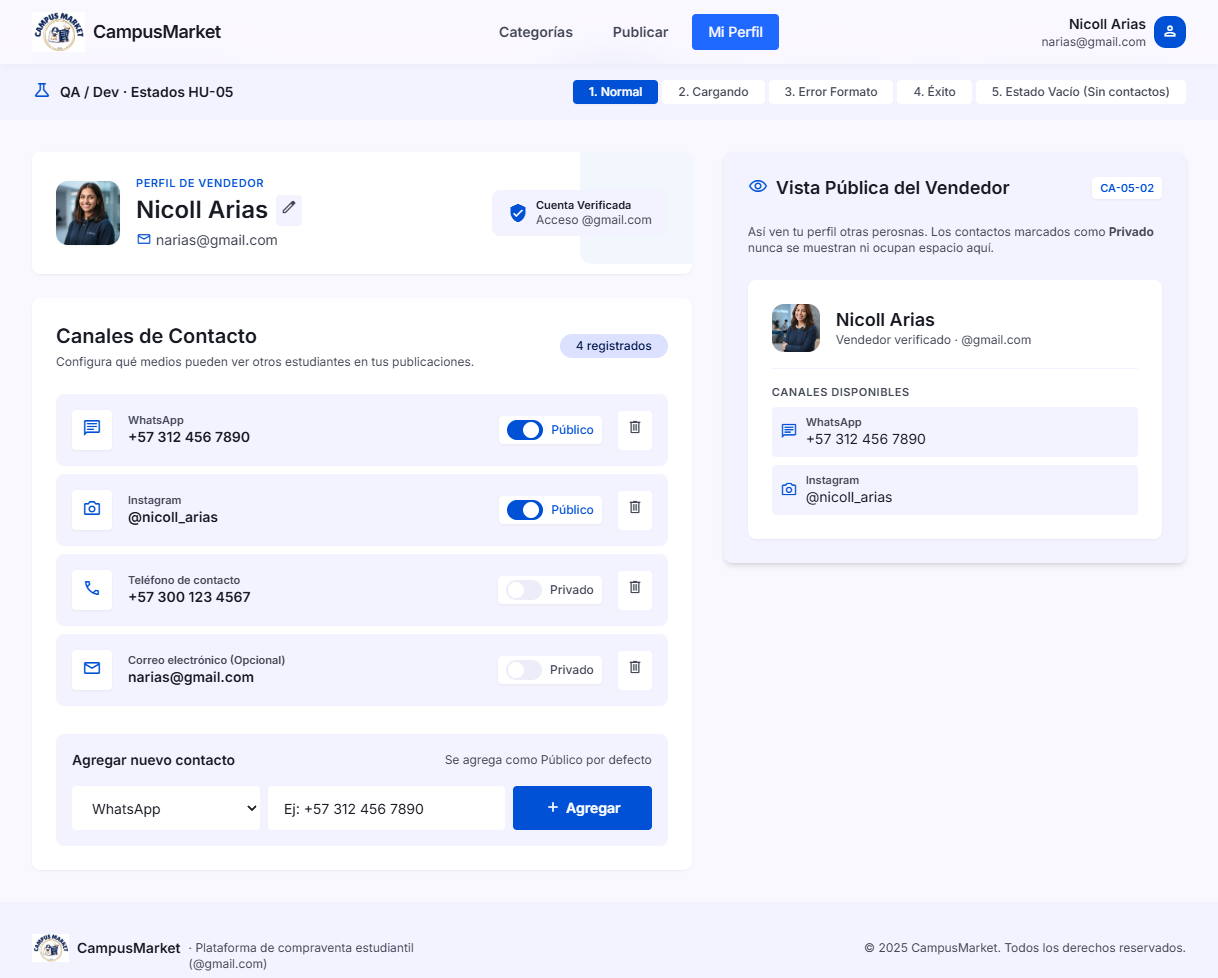 CAMPUS MARKET
CampusMarket
Categorías
Publicar
Mi Perfil
Nicoll Arias
narias@gmail.com
QA / Dev · Estados HU-05
1. Normal
2. Cargando
3. Error Formato
4. Éxito
5. Estado Vacío (Sin contactos)
PERFIL DE VENDEDOR
Nicoll Arias
narias@gmail.com
Cuenta Verificada
Acceso @gmail.com
Canales de Contacto
Configura qué medios pueden ver otros estudiantes en tus publicaciones.
4 registrados
WhatsApp
+57 312 456 7890
Público
Instagram
@nicoll_arias
Público
Teléfono de contacto
+57 300 123 4567
Privado
Correo electrónico (Opcional)
narias@gmail.com
Privado
Agregar nuevo contacto
Se agrega como Público por defecto
WhatsApp
Ej: +57 312 456 7890
+ Agregar
Vista Pública del Vendedor
CA-05-02
Así ven tu perfil otras perosnas. Los contactos marcados como Privado
nunca se muestran ni ocupan espacio aquí.
Nicoll Arias
Vendedor verificado · @gmail.com
CANALES DISPONIBLES
WhatsApp
+57 312 456 7890
Instagram
@nicoll_arias
CAMPUS MARKET
CampusMarket
· Plataforma de compraventa estudiantil
(@gmail.com)
© 2025 CampusMarket. Todos los derechos reservados.